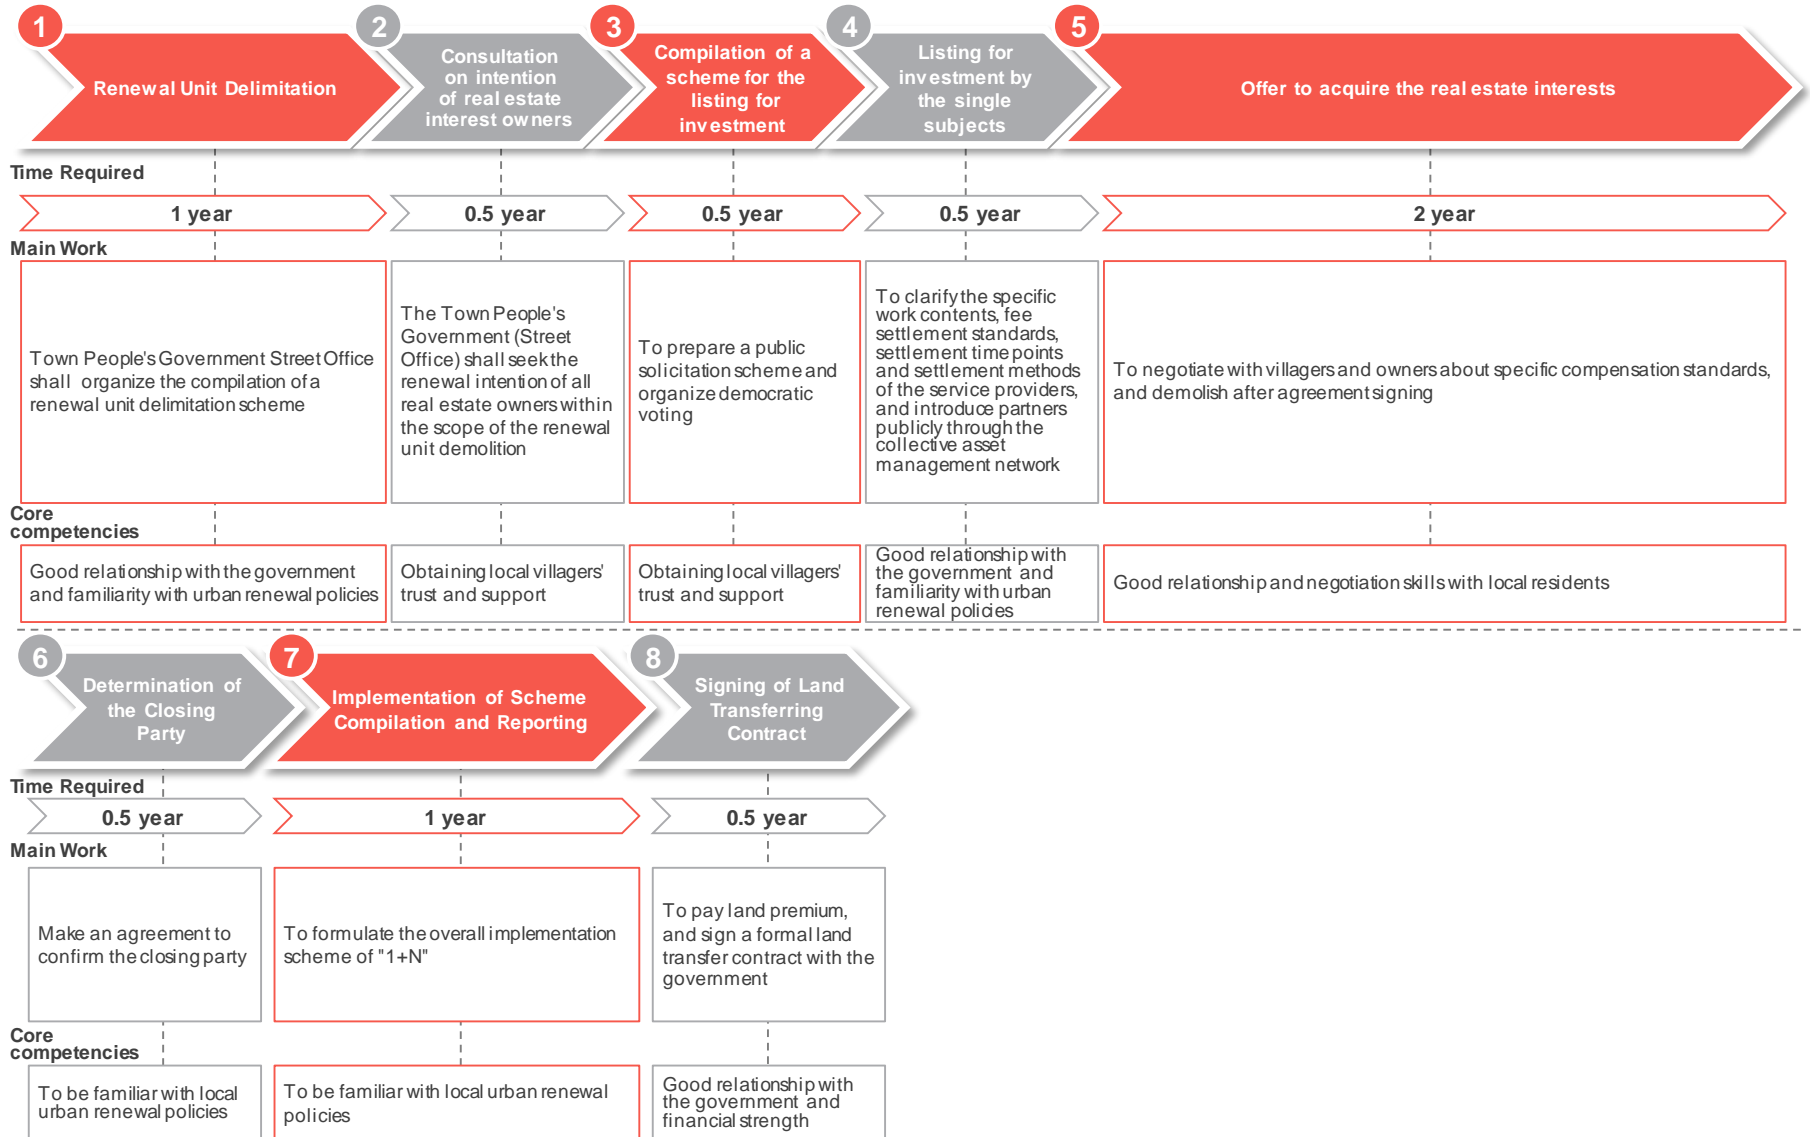 1
Renewal Unit Delimitation
2
Consultation
on intention
of real estate
interest owners
3
Compilation of a
scheme for the
listing for
investment
4
Listing for
investment by
the single
subjects
5
Offer to acquire the real estate interests
Time Required
1 year
0.5 year
0.5 year
0.5 year
2 year
Main Work
Town People's Government Street Office
shall organize the compilation of a
renewal unit delimitation scheme
The Town People's
Government (Street
Office) shall seek the
renewal intention of all
real estate owners within
the scope of the renewal
unit demolition
To prepare a public
solicitation scheme and
organize democratic
voting
To clarify the specific
work contents, fee
settlement standards,
settlement time points
and settlement methods
of the service providers,
and introduce partners
publicly through the
collective asset
management network
To negotiate with villagers and owners about specific compensation standards,
and demolish after agreement signing
Core
competencies
Good relationship with the government
and familiarity with urban renewal policies
Obtaining local villagers'
trust and support
Obtaining local villagers'
trust and support
Good relationship with
the government and
familiarity with urban
renewal policies
Good relationship and negotiation skills with local residents
6
Determination of
the Closing
Party
7
Implementation of Scheme
Compilation and Reporting
8
Signing of Land
Transferring
Contract
Time Required
0.5 year
1 year
0.5 year
Main Work
Make an agreement to
confirm the closing party
To formulate the overall implementation
scheme of "1+N"
To pay land premium,
and sign a formal land
transfer contract with the
government
Core
competencies
To be familiar with local
urban renewal policies
To be familiar with local urban renewal
policies
Good relationship with
the government and
financial strength